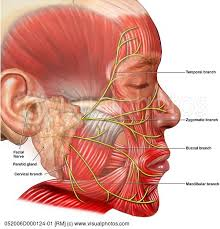 Temporal branch
Zygomatic branch
Buccal branch
Mandibular branch
Facial
Nerve
Parotid gland
Cervical branch
052006D000124-01 [RM] (c) www.visualphotos.com